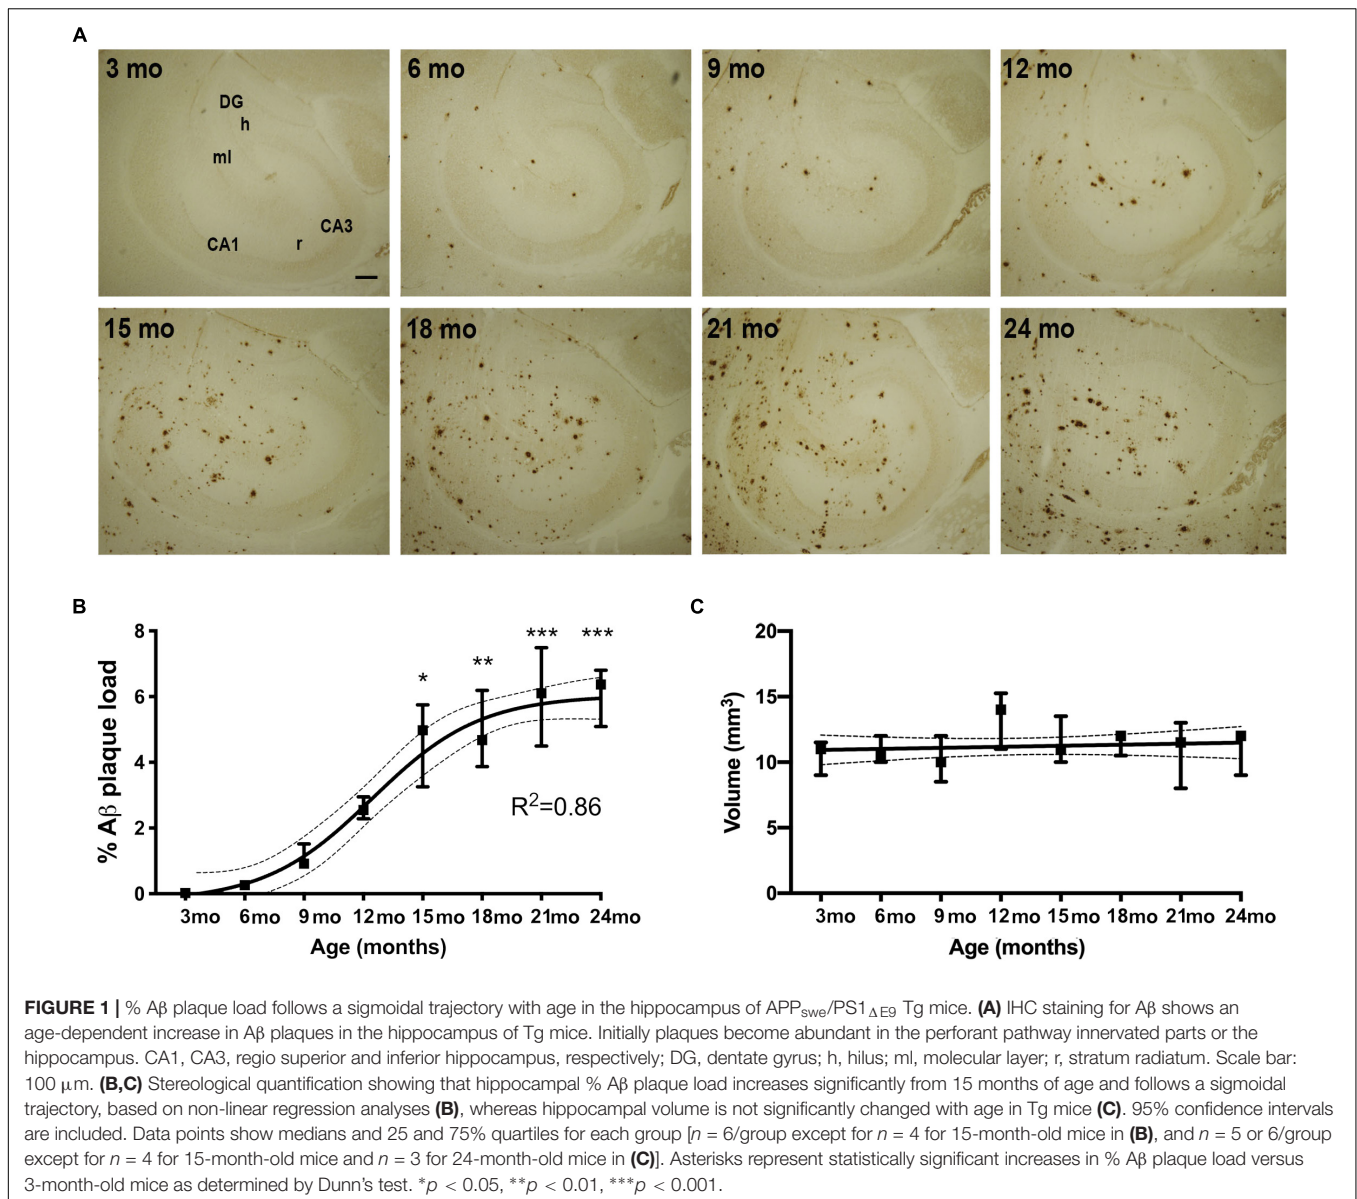 A
3 mo
6 mo
9 mo
12 mo
DG
h
ml
CA3
CA1
r
15 mo
18 mo
21 mo
24 mo
B
C
% Aβ plaque load
8
6
4
2
0
*
**
***
***
R²=0.86
3mo
6mo
9mo
12mo
15mo
18mo
21mo
24mo
Age (months)
Volume (mm³)
20
15
10
5
0
3mo
6mo
9mo
12mo
15mo
18mo
21mo
24mo
Age (months)
FIGURE 1 | % Aβ plaque load follows a sigmoidal trajectory with age in the hippocampus of APPswe/PS1ΔE9 Tg mice. (A) IHC staining for Aβ shows an
age-dependent increase in Aβ plaques in the hippocampus of Tg mice. Initially plaques become abundant in the perforant pathway innervated parts or the
hippocampus. CA1, CA3, regio superior and inferior hippocampus, respectively; DG, dentate gyrus; h, hilus; ml, molecular layer; r, stratum radiatum. Scale bar:
100 μm. (B,C) Stereological quantification showing that hippocampal % Aβ plaque load increases significantly from 15 months of age and follows a sigmoidal
trajectory, based on non-linear regression analyses (B), whereas hippocampal volume is not significantly changed with age in Tg mice (C). 95% confidence intervals
are included. Data points show medians and 25 and 75% quartiles for each group [n = 6/group except for n = 4 for 15-month-old mice in (B), and n = 5 or 6/group
except for n = 4 for 15-month-old mice and n = 3 for 24-month-old mice in (C)]. Asterisks represent statistically significant increases in % Aβ plaque load versus
3-month-old mice as determined by Dunn's test. *p < 0.05, **p < 0.01, ***p < 0.001.